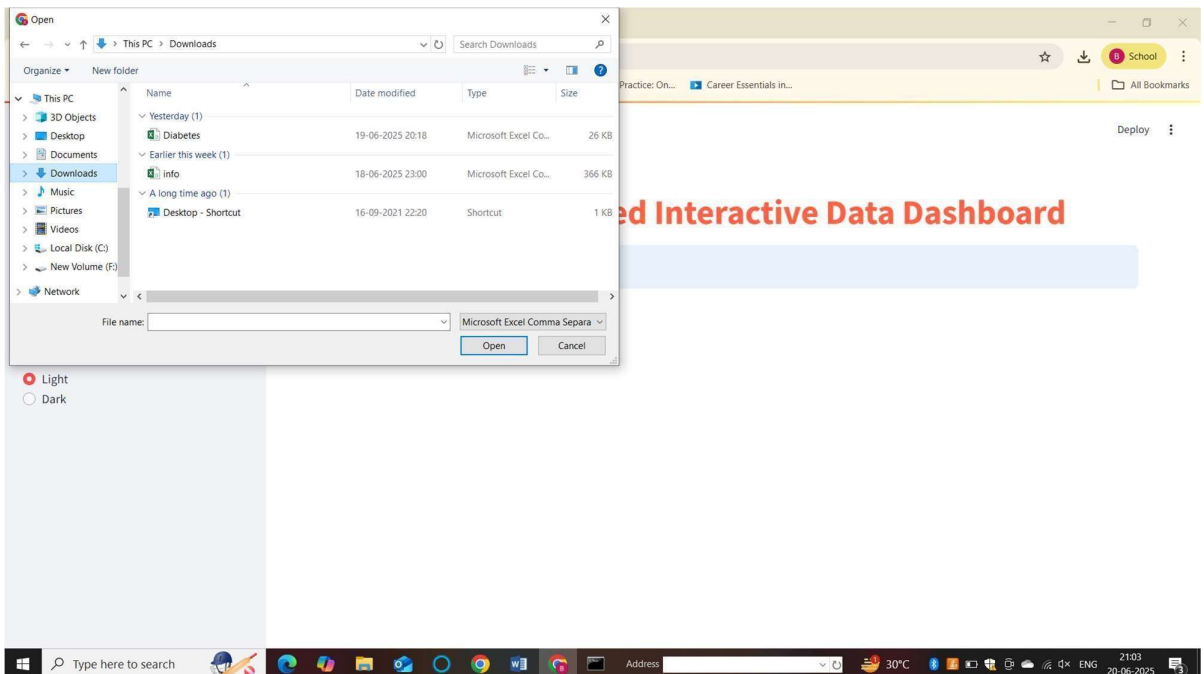 Open
This PC > Downloads
Search Downloads
Organize
New folder
This PC
3D Objects
Desktop
Documents
Downloads
Music
Pictures
Videos
Local Disk (C:)
New Volume (F:)
Network
Name Date modified Type Size
Yesterday (1)
Diabetes 19-06-2025 20:18 Microsoft Excel Co... 26 KB
Earlier this week (1)
info 18-06-2025 23:00 Microsoft Excel Co... 366 KB
A long time ago (1)
Desktop - Shortcut 16-09-2021 22:20 Shortcut 1 KB
File name:
Microsoft Excel Comma Separa
Open Cancel
B School
Practice: On... Career Essentials in...
All Bookmarks
Deploy
ed Interactive Data Dashboard
Light
Dark
Type here to search
Address
30°C
ENG
21:03
20-06-2025
3